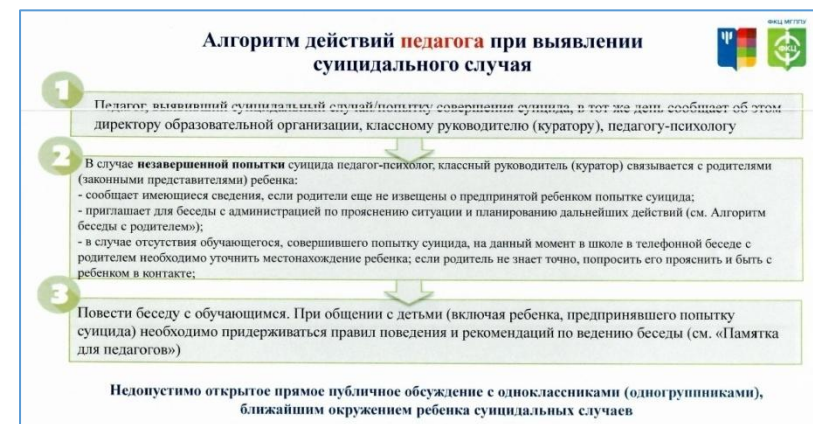 ФКЦ МГППУ
Алгоритм действий педагога при выявлении
суицидального случая
Ψ
ФКЦ
1
Педагог, выявивший суицидальный случай/попытку совершения суицида, в тот же день сообщает об этом
директору образовательной организации, классному руководителю (куратору), педагогу-психологу
2
В случае незавершенной попытки суицида педагог-психолог, классный руководитель (куратор) связывается с родителями
(законными представителями) ребенка:
- сообщает имеющиеся сведения, если родители еще не извещены о предпринятой ребенком попытке суицида;
- приглашает для беседы с администрацией по прояснению ситуации и планированию дальнейших действий (см. Алгоритм
беседы с родителем»);
- в случае отсутствия обучающегося, совершившего попытку суицида, на данный момент в школе в телефонной беседе с
родителем необходимо уточнить местонахождение ребенка; если родитель не знает точно, попросить его прояснить и быть с
ребенком в контакте;
3
Повести беседу с обучающимся. При общении с детьми (включая ребенка, предпринявшего попытку
суицида) необходимо придерживаться правил поведения и рекомендаций по ведению беседы (см. «Памятка
для педагогов»)
Недопустимо открытое прямое публичное обсуждение с одноклассниками (одногруппниками),
ближайшим окружением ребенка суицидальных случаев